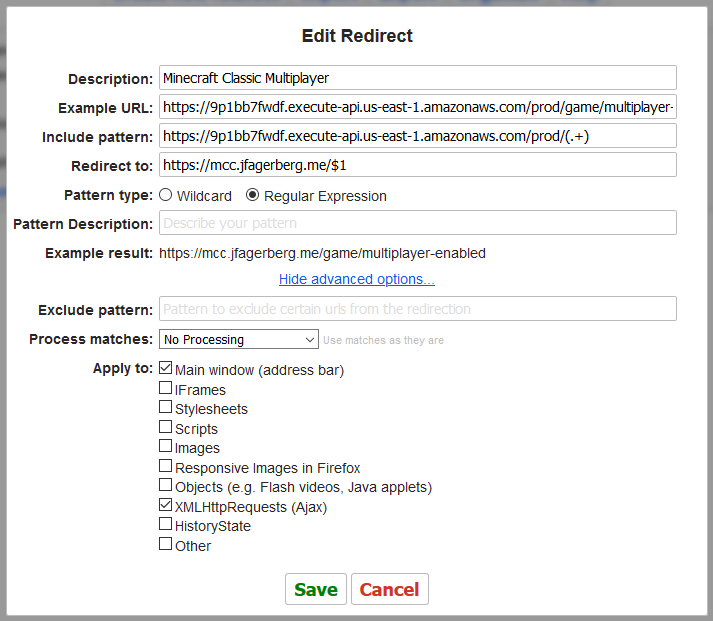 Edit Redirect
Description: Minecraft Classic Multiplayer
Example URL: https://9p1bb7fwdf.execute-api.us-east-1.amazonaws.com/prod/game/multiplayer-
Include pattern: https://9p1bb7fwdf.execute-api.us-east-1.amazonaws.com/prod/(.+)
Redirect to: https://mcc.jfagerberg.me/$1
Pattern type: Wildcard Regular Expression
Pattern Description: Describe your pattern
Example result: https://mcc.jfagerberg.me/game/multiplayer-enabled
Hide advanced options...
Exclude pattern: Pattern to exclude certain urls from the redirection
Process matches: No Processing Use matches as they are
Apply to: Main window (address bar)
IFrames
Stylesheets
Scripts
Images
Responsive Images in Firefox
Objects (e.g. Flash videos, Java applets)
XMLHttpRequests (Ajax)
HistoryState
Other
Save Cancel